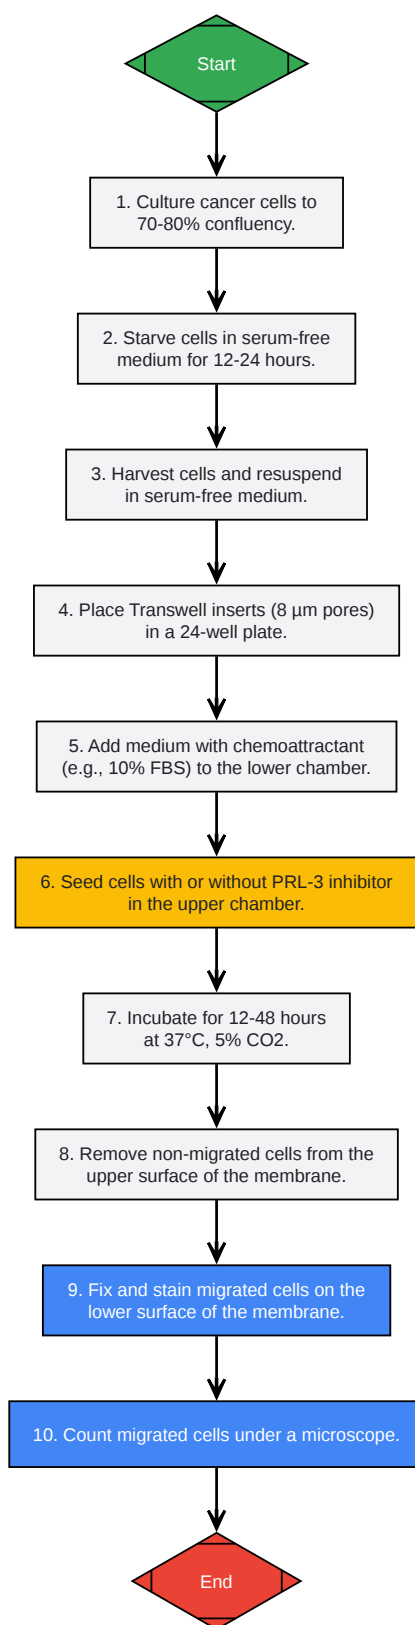 Start
1. Culture cancer cells to
70-80% confluency.
2. Starve cells in serum-free
medium for 12-24 hours.
3. Harvest cells and resuspend
in serum-free medium.
4. Place Transwell inserts (8 µm pores)
in a 24-well plate.
5. Add medium with chemoattractant
(e.g., 10% FBS) to the lower chamber.
6. Seed cells with or without PRL-3 inhibitor
in the upper chamber.
7. Incubate for 12-48 hours
at 37°C, 5% CO2.
8. Remove non-migrated cells from the
upper surface of the membrane.
9. Fix and stain migrated cells on the
lower surface of the membrane.
10. Count migrated cells under a microscope.
End